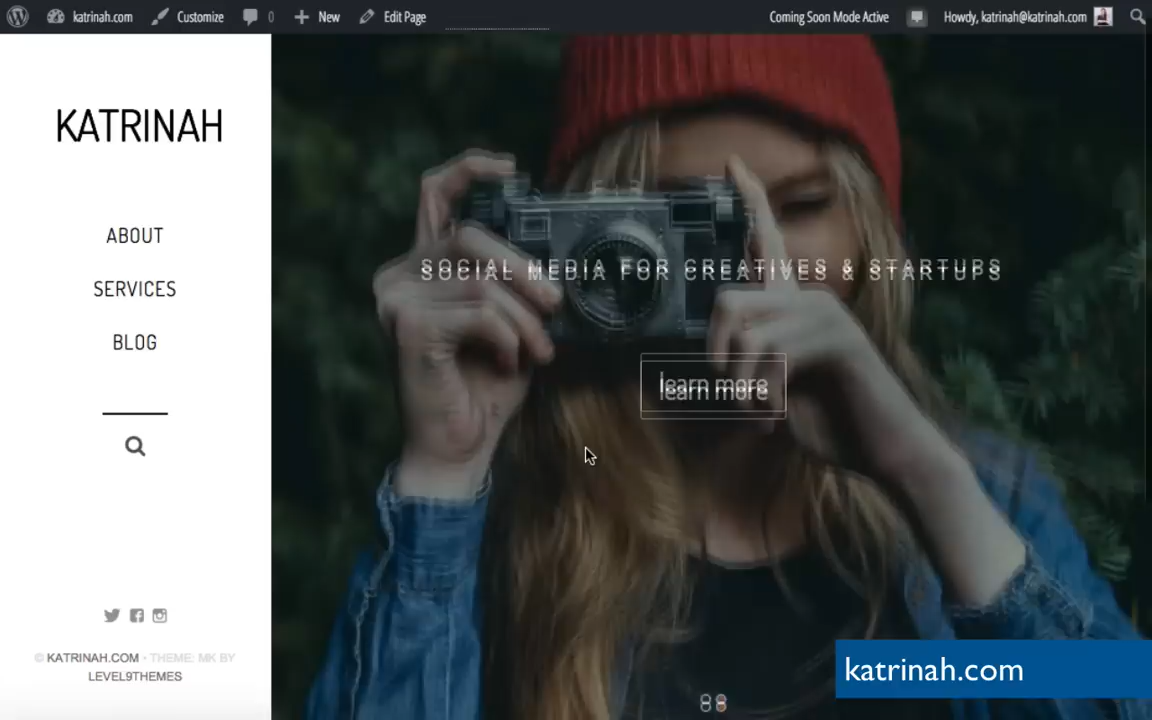 katrinah.com Customize 0 New Edit Page Coming Soon Mode Active Howdy, katrinah@katrinah.com
KATRINAH
ABOUT
SERVICES
BLOG
SOCIAL MEDIA FOR CREATIVES & STARTUPS
learn more
© KATRINAH.COM • THEME: MK BY
LEVEL9THEMES
katrinah.com